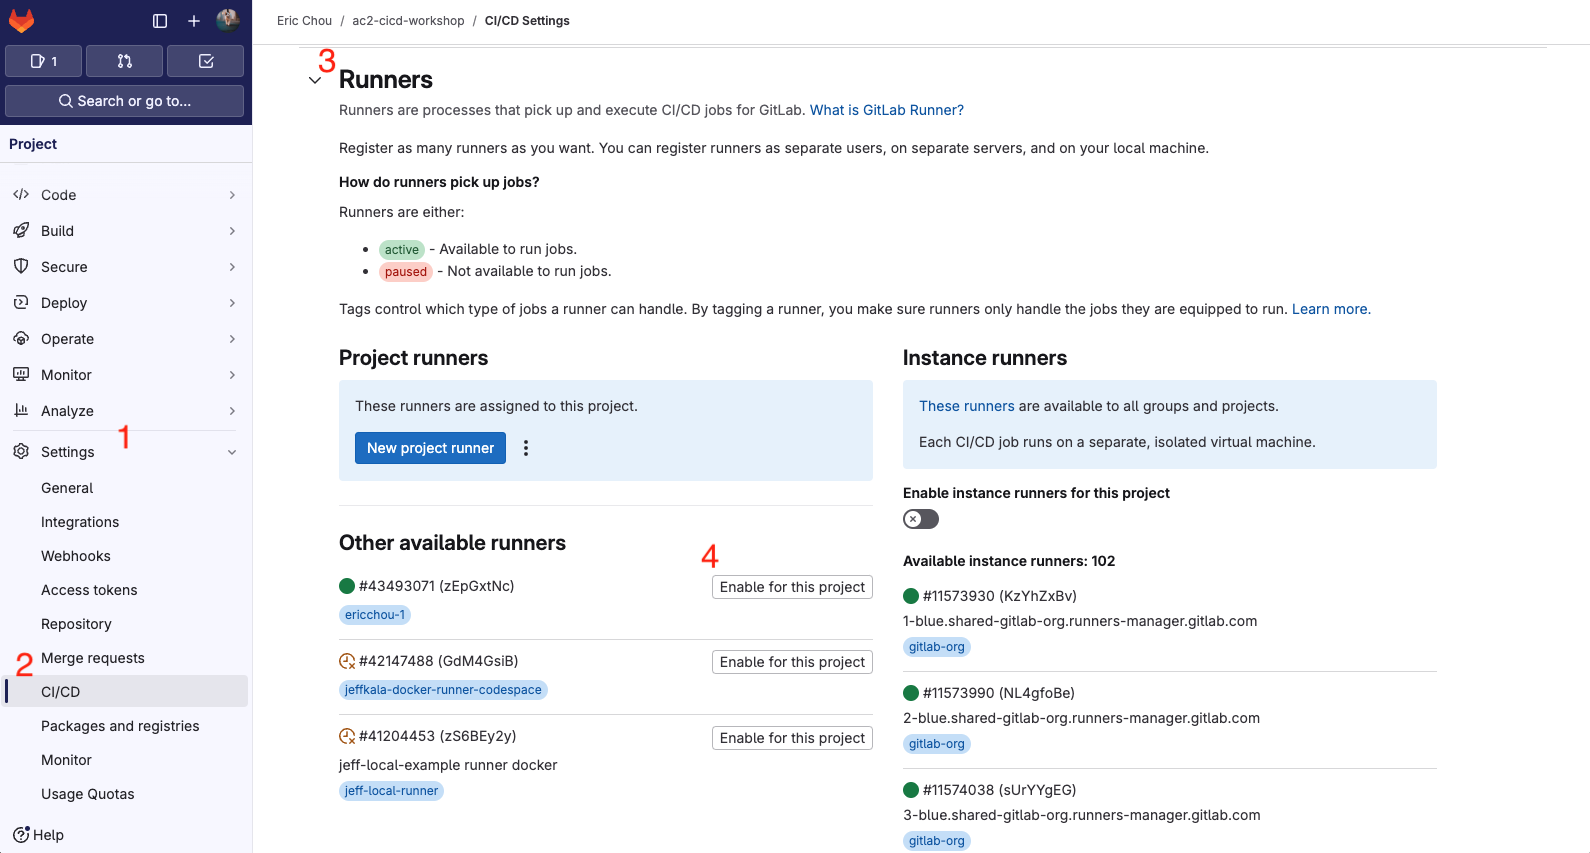 1
Search or go to...
Project
Code
Build
Secure
Deploy
Operate
Monitor
Analyze
1
Settings
General
Integrations
Webhooks
Access tokens
Repository
Merge requests
2
CI/CD
Packages and registries
Monitor
Usage Quotas
Help
Eric Chou / ac2-cicd-workshop / CI/CD Settings
3
Runners
Runners are processes that pick up and execute CI/CD jobs for GitLab. What is GitLab Runner?
Register as many runners as you want. You can register runners as separate users, on separate servers, and on your local machine.
How do runners pick up jobs?
Runners are either:
• active - Available to run jobs.
• paused - Not available to run jobs.
Tags control which type of jobs a runner can handle. By tagging a runner, you make sure runners only handle the jobs they are equipped to run. Learn more.
Project runners
These runners are assigned to this project.
New project runner
Other available runners
4
#43493071 (zEpGxtNc)
Enable for this project
ericchou-1
#42147488 (GdM4GsiB)
Enable for this project
jeffkala-docker-runner-codespace
#41204453 (zS6BEy2y)
Enable for this project
jeff-local-example runner docker
jeff-local-runner
Instance runners
These runners are available to all groups and projects.
Each CI/CD job runs on a separate, isolated virtual machine.
Enable instance runners for this project
Available instance runners: 102
#11573930 (KzYhZxBv)
1-blue.shared-gitlab-org.runners-manager.gitlab.com
gitlab-org
#11573990 (NL4gfoBe)
2-blue.shared-gitlab-org.runners-manager.gitlab.com
gitlab-org
#11574038 (sUrYYgEG)
3-blue.shared-gitlab-org.runners-manager.gitlab.com
gitlab-org